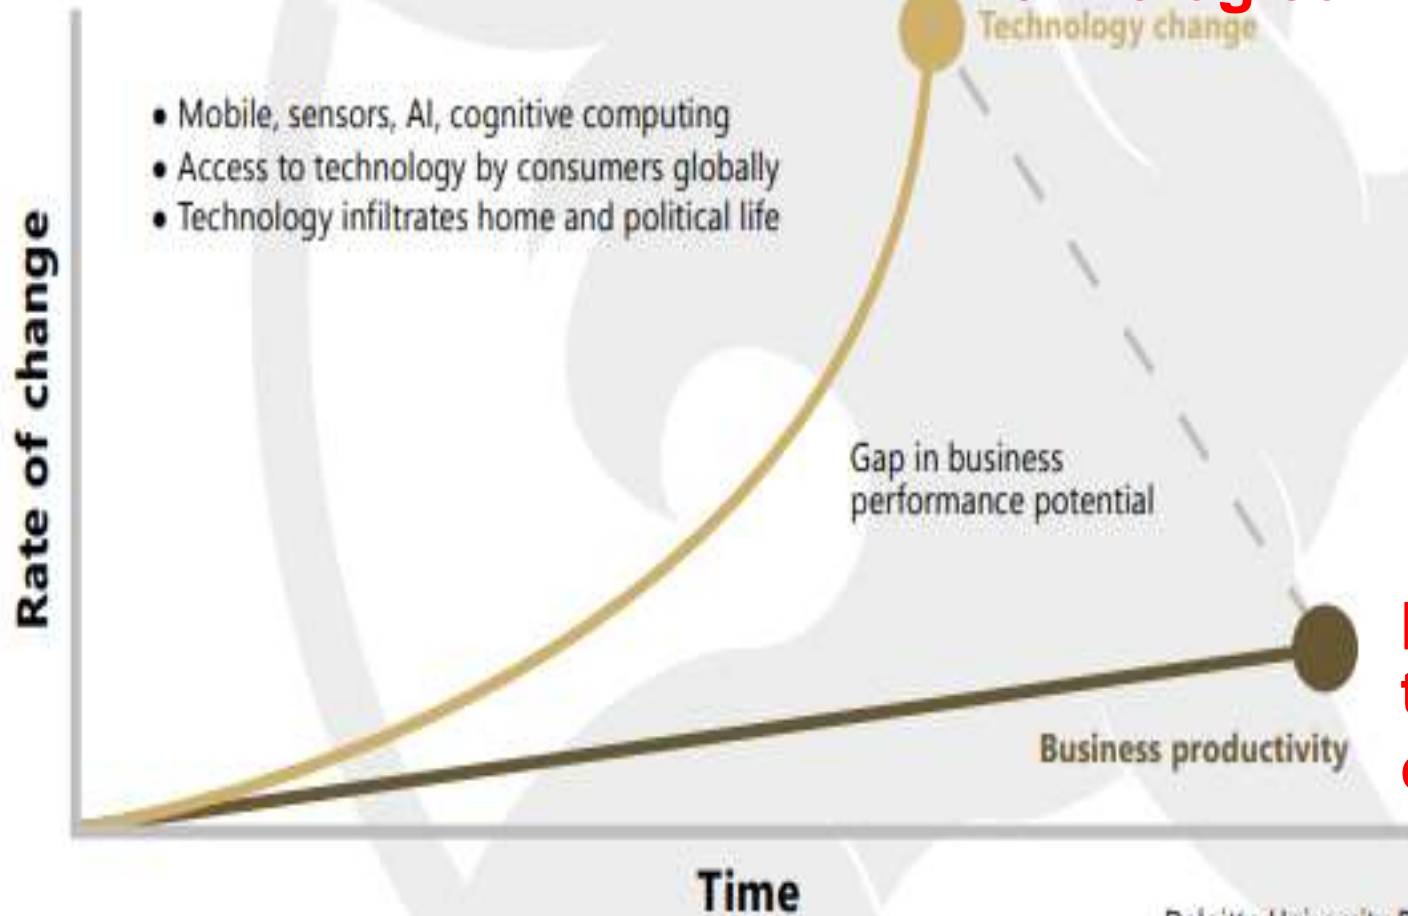 Technology change
• Mobile, sensors, AI, cognitive computing
• Access to technology by consumers globally
• Technology infiltrates home and political life
Rate of change
Gap in business
performance potential
Business productivity
Time